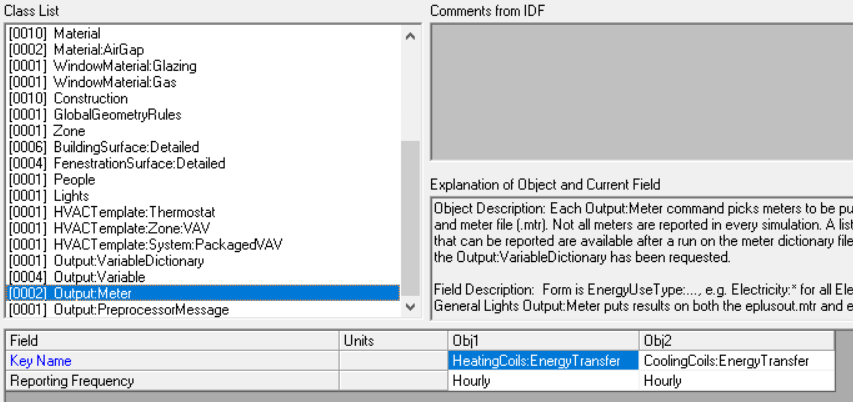 Class List
[0010] Material
[0002] Material:AirGap
[0001] WindowMaterial:Glazing
[0001] WindowMaterial:Gas
[0010] Construction
[0001] GlobalGeometryRules
[0001] Zone
[0006] BuildingSurface:Detailed
[0004] FenestrationSurface:Detailed
[0001] People
[0001] Lights
[0001] HVACTemplate:Thermostat
[0001] HVACTemplate:Zone:VAV
[0001] HVACTemplate:System:PackagedVAV
[0001] Output:VariableDictionary
[0004] Output:Variable
[0002] Output:Meter
[0001] Output:PreprocessorMessage
Comments from IDF
Explanation of Object and Current Field
Object Description: Each Output:Meter command picks meters to be pu
and meter file (.mtr). Not all meters are reported in every simulation. A list
that can be reported are available after a run on the meter dictionary file
the Output:VariableDictionary has been requested.
Field Description: Form is EnergyUseType:..., e.g. Electricity:* for all Ele
General Lights Output:Meter puts results on both the eplusout.mtr and e
Field Units Obj1 Obj2
Key Name HeatingCoils:EnergyTransfer CoolingCoils:EnergyTransfer
Reporting Frequency Hourly Hourly